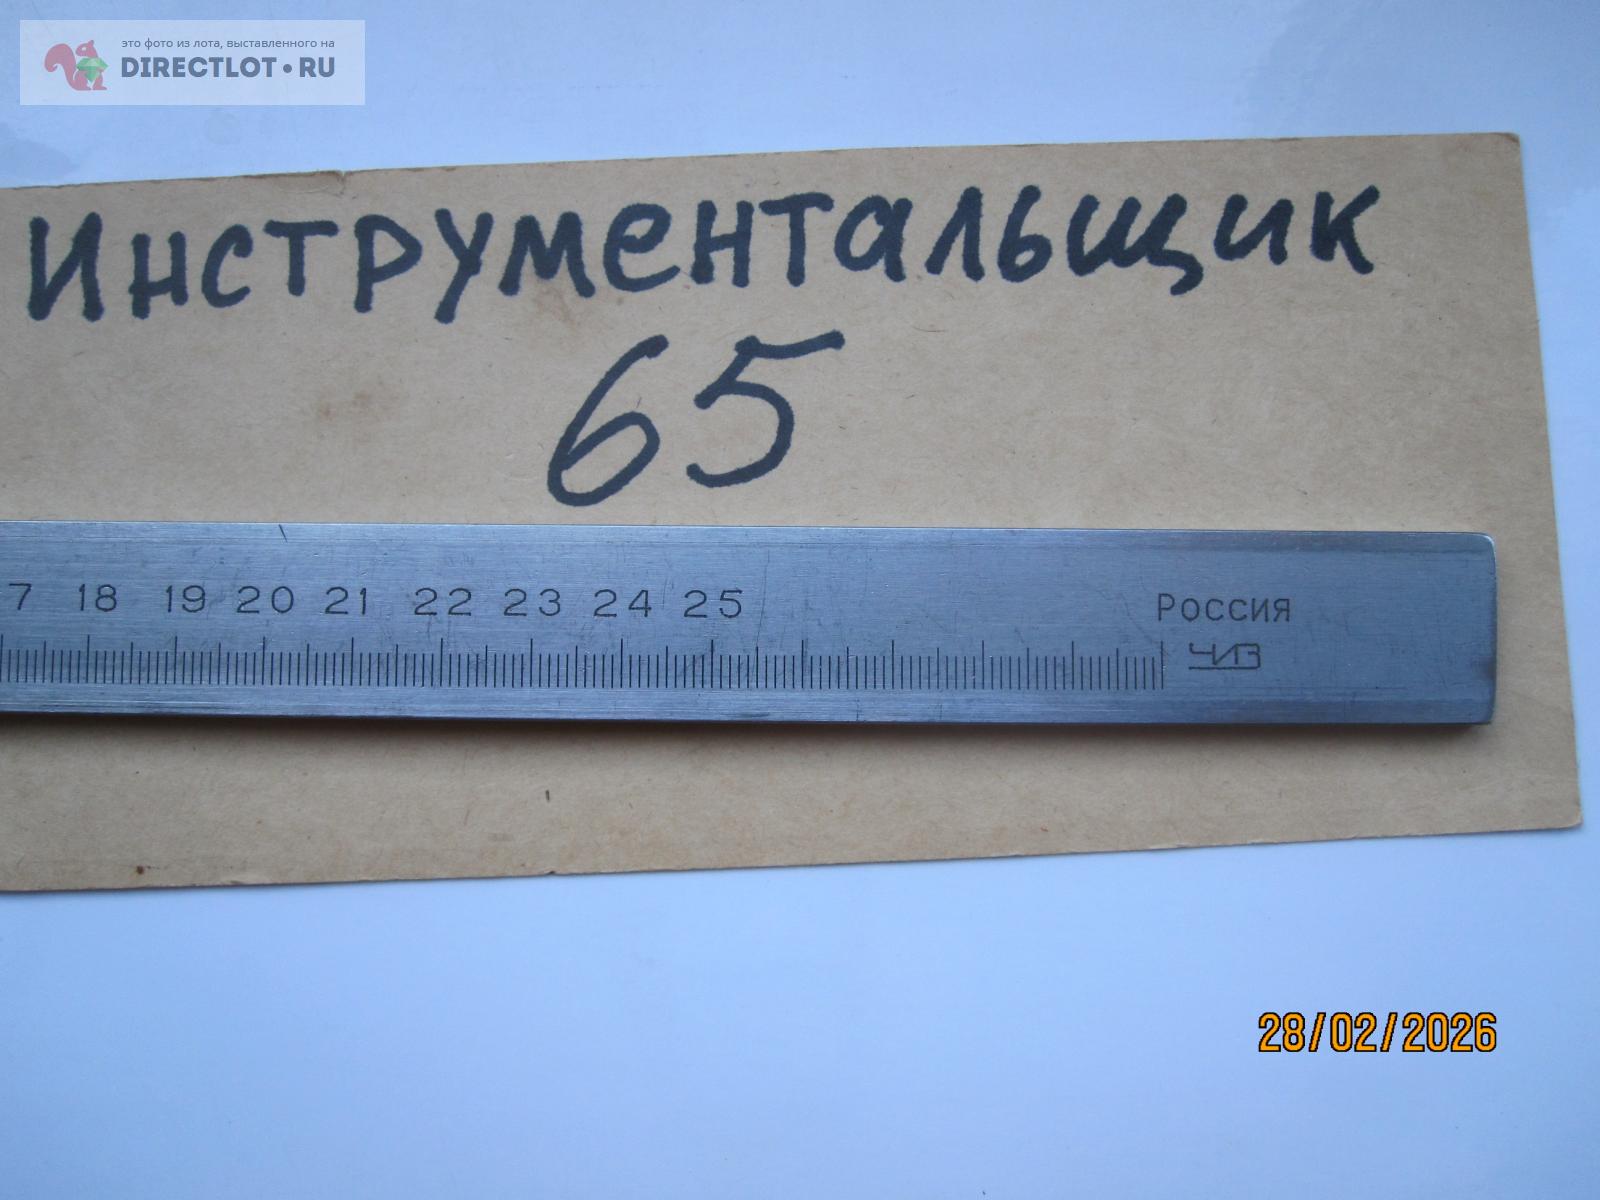 это фото из лота, выставленного на
DIRECTLOT•RU
Инструментальщик
65
7 18 19 20 21 22 23 24 25
РОССИЯ
ЧИЗ
28/02/2026